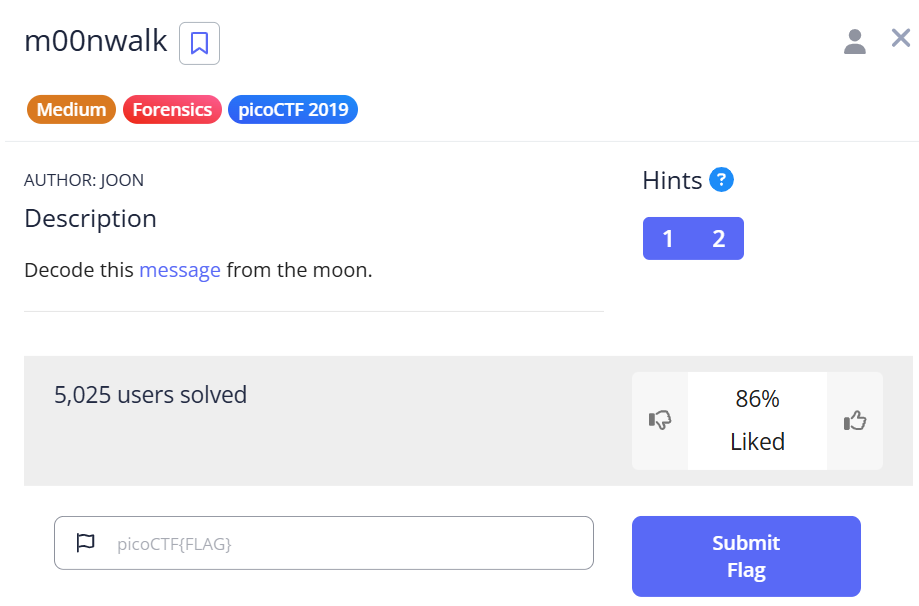 m00nwalk
Medium Forensics picoCTF 2019
AUTHOR: JOON
Description
Decode this message from the moon.
Hints ?
1 2
5,025 users solved
86%
Liked
picoCTF{FLAG}
Submit
Flag